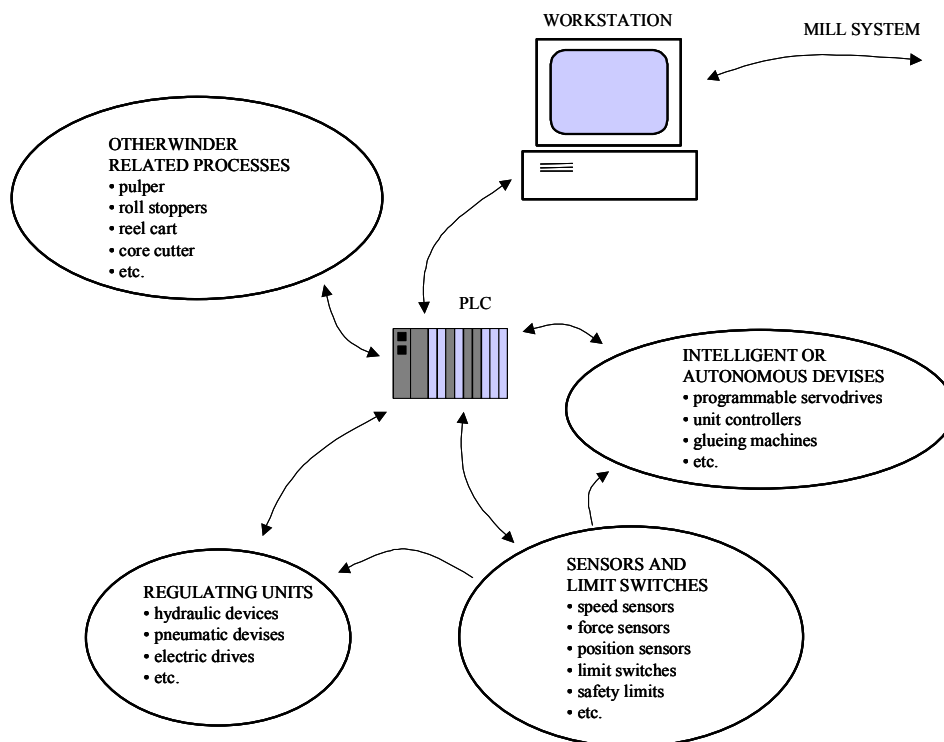 WORKSTATION
MILL SYSTEM
OTHERWINDER
RELATED PROCESSES
• pulper
• roll stoppers
• reel cart
• core cutter
• etc.
PLC
INTELLIGENT OR
AUTONOMOUS DEVISES
• programmable servodrives
• unit controllers
• glueing machines
• etc.
REGULATING UNITS
• hydraulic devices
• pneumatic devises
• electric drives
• etc.
SENSORS AND
LIMIT SWITCHES
• speed sensors
• force sensors
• position sensors
• limit switches
• safety limits
• etc.